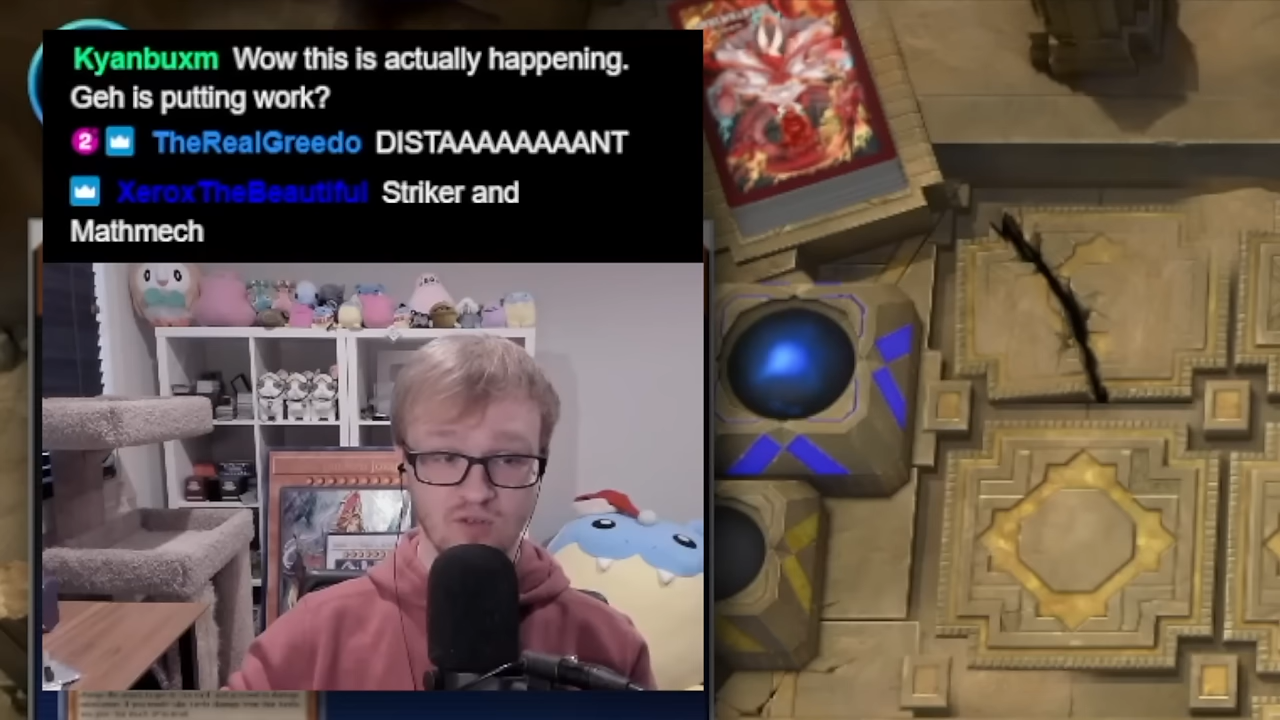 Kyanbuxm Wow this is actually happening.
Geh is putting work?
2 TheRealGreedo DISTAAAAAAAANT
XeroxTheBeautiful Striker and
Mathmech